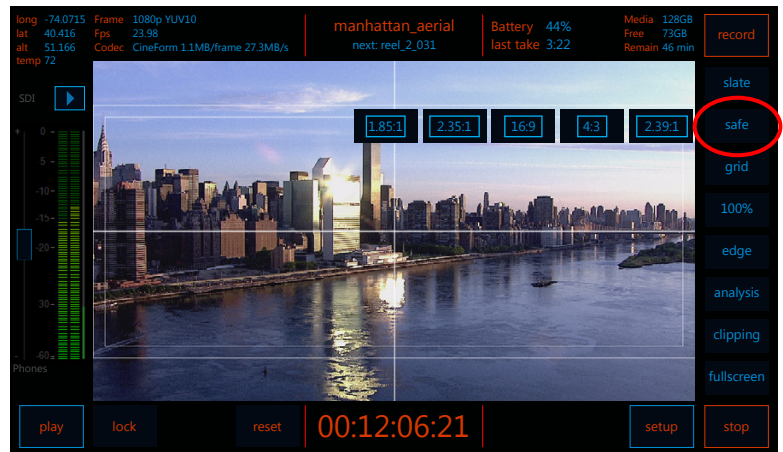 long -74.0715
lat 40.416
alt 51.166
temp 72
Frame 1080p YUV10
Fps 23.98
Codec CineForm 1.1MB/frame 27.3MB/s
manhattan_aerial
next: reel_2_031
Battery 44%
last take 3:22
Media 128GB
Free 73GB
Remain 46 min
record
SDI
slate
1.85:1 2.35:1 16:9 4:3 2.39:1
safe
grid
100%
edge
analysis
clipping
fullscreen
+ 0 -
5 -
-10-
-15-
-20-
-30-
- -60-
Phones
play lock reset 00:12:06:21 setup stop